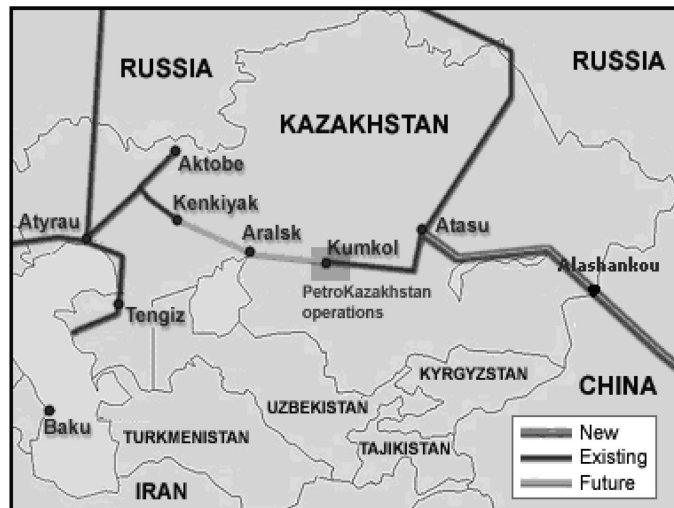 RUSSIA
RUSSIA
KAZAKHSTAN
Aktobe
Kenkiyak
Atyrau
Aralsk
Kumkol
Atasu
Alashankou
PetroKazakhstan
operations
Tengiz
KYRGYZSTAN
UZBEKISTAN
CHINA
Baku
TURKMENISTAN
TAJIKISTAN
IRAN
New
Existing
Future